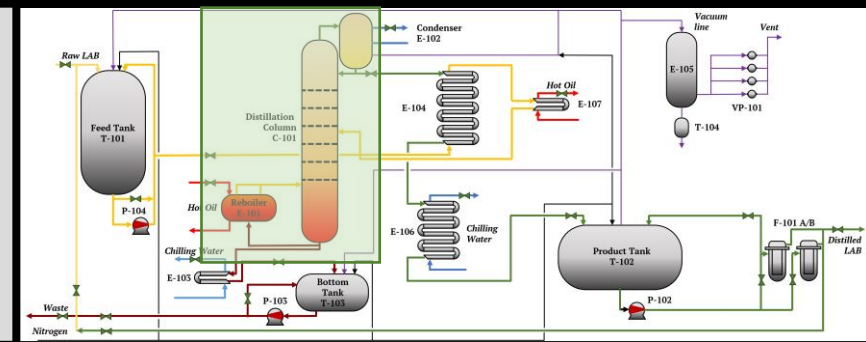 Vacuum
line
Vent
Condenser
E-102
Raw LAB
E-105
Hot Oil
VP-101
E-104
E-107
Distillation
Column
C-101
Feed Tank
T-101
T-104
Reboiler
E-101
P-104
Hot Oil
F-101 A/B
Chilling
Water
E-106
Chilling Water
Product Tank
T-102
Distilled
LAB
E-103
Bottom
Tank
T-103
P-103
P-102
Waste
Nitrogen